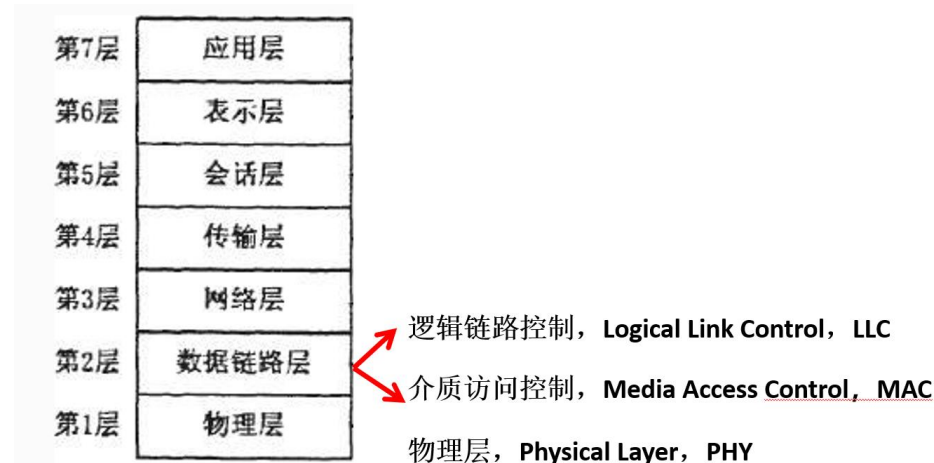 第7层 应用层
第6层 表示层
第5层 会话层
第4层 传输层
第3层 网络层
逻辑链路控制，Logical Link Control，LLC
第2层 数据链路层
介质访问控制，Media Access Control，MAC
第1层 物理层
物理层，Physical Layer，PHY